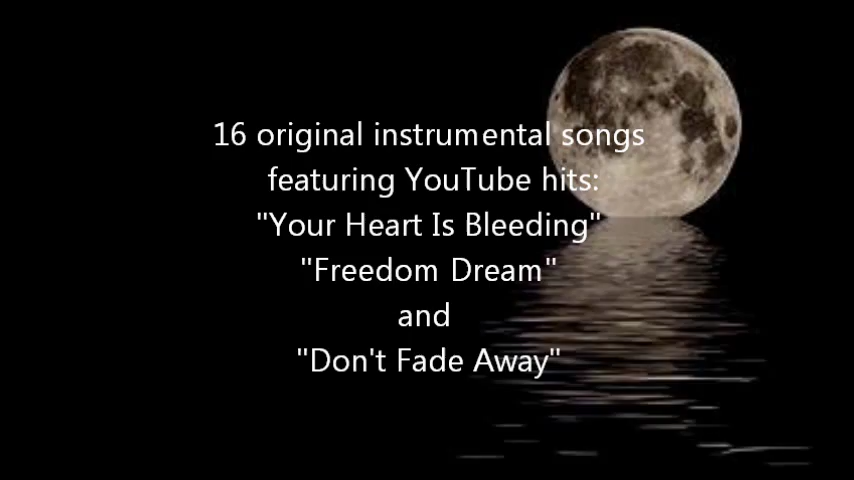 16 original instrumental songs
featuring YouTube hits:
"Your Heart Is Bleeding"
"Freedom Dream"
and
"Don't Fade Away"